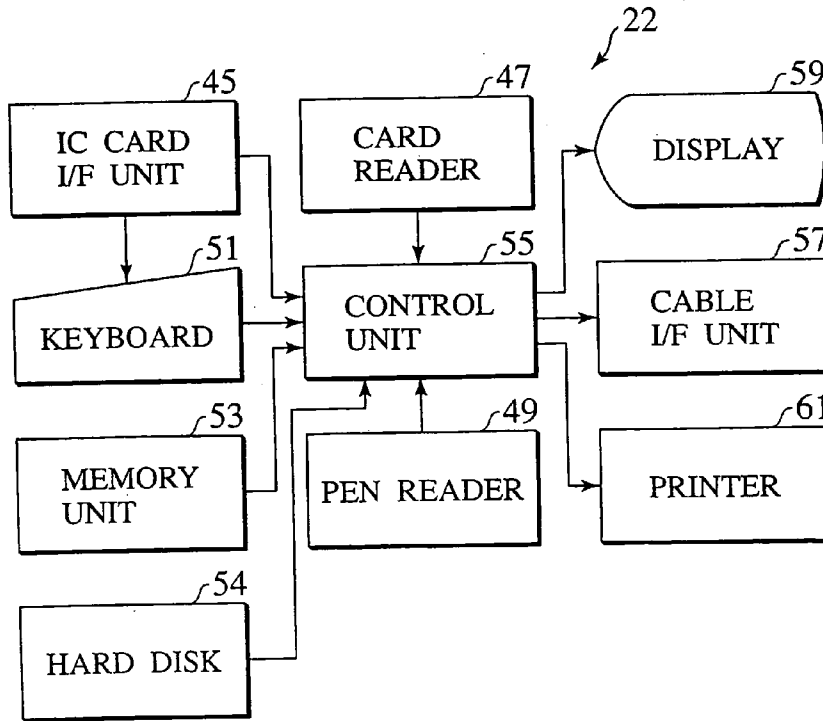 22
45
IC CARD
I/F UNIT
47
CARD
READER
59
DISPLAY
51
KEYBOARD
55
CONTROL
UNIT
57
CABLE
I/F UNIT
53
MEMORY
UNIT
49
PEN READER
61
PRINTER
54
HARD DISK